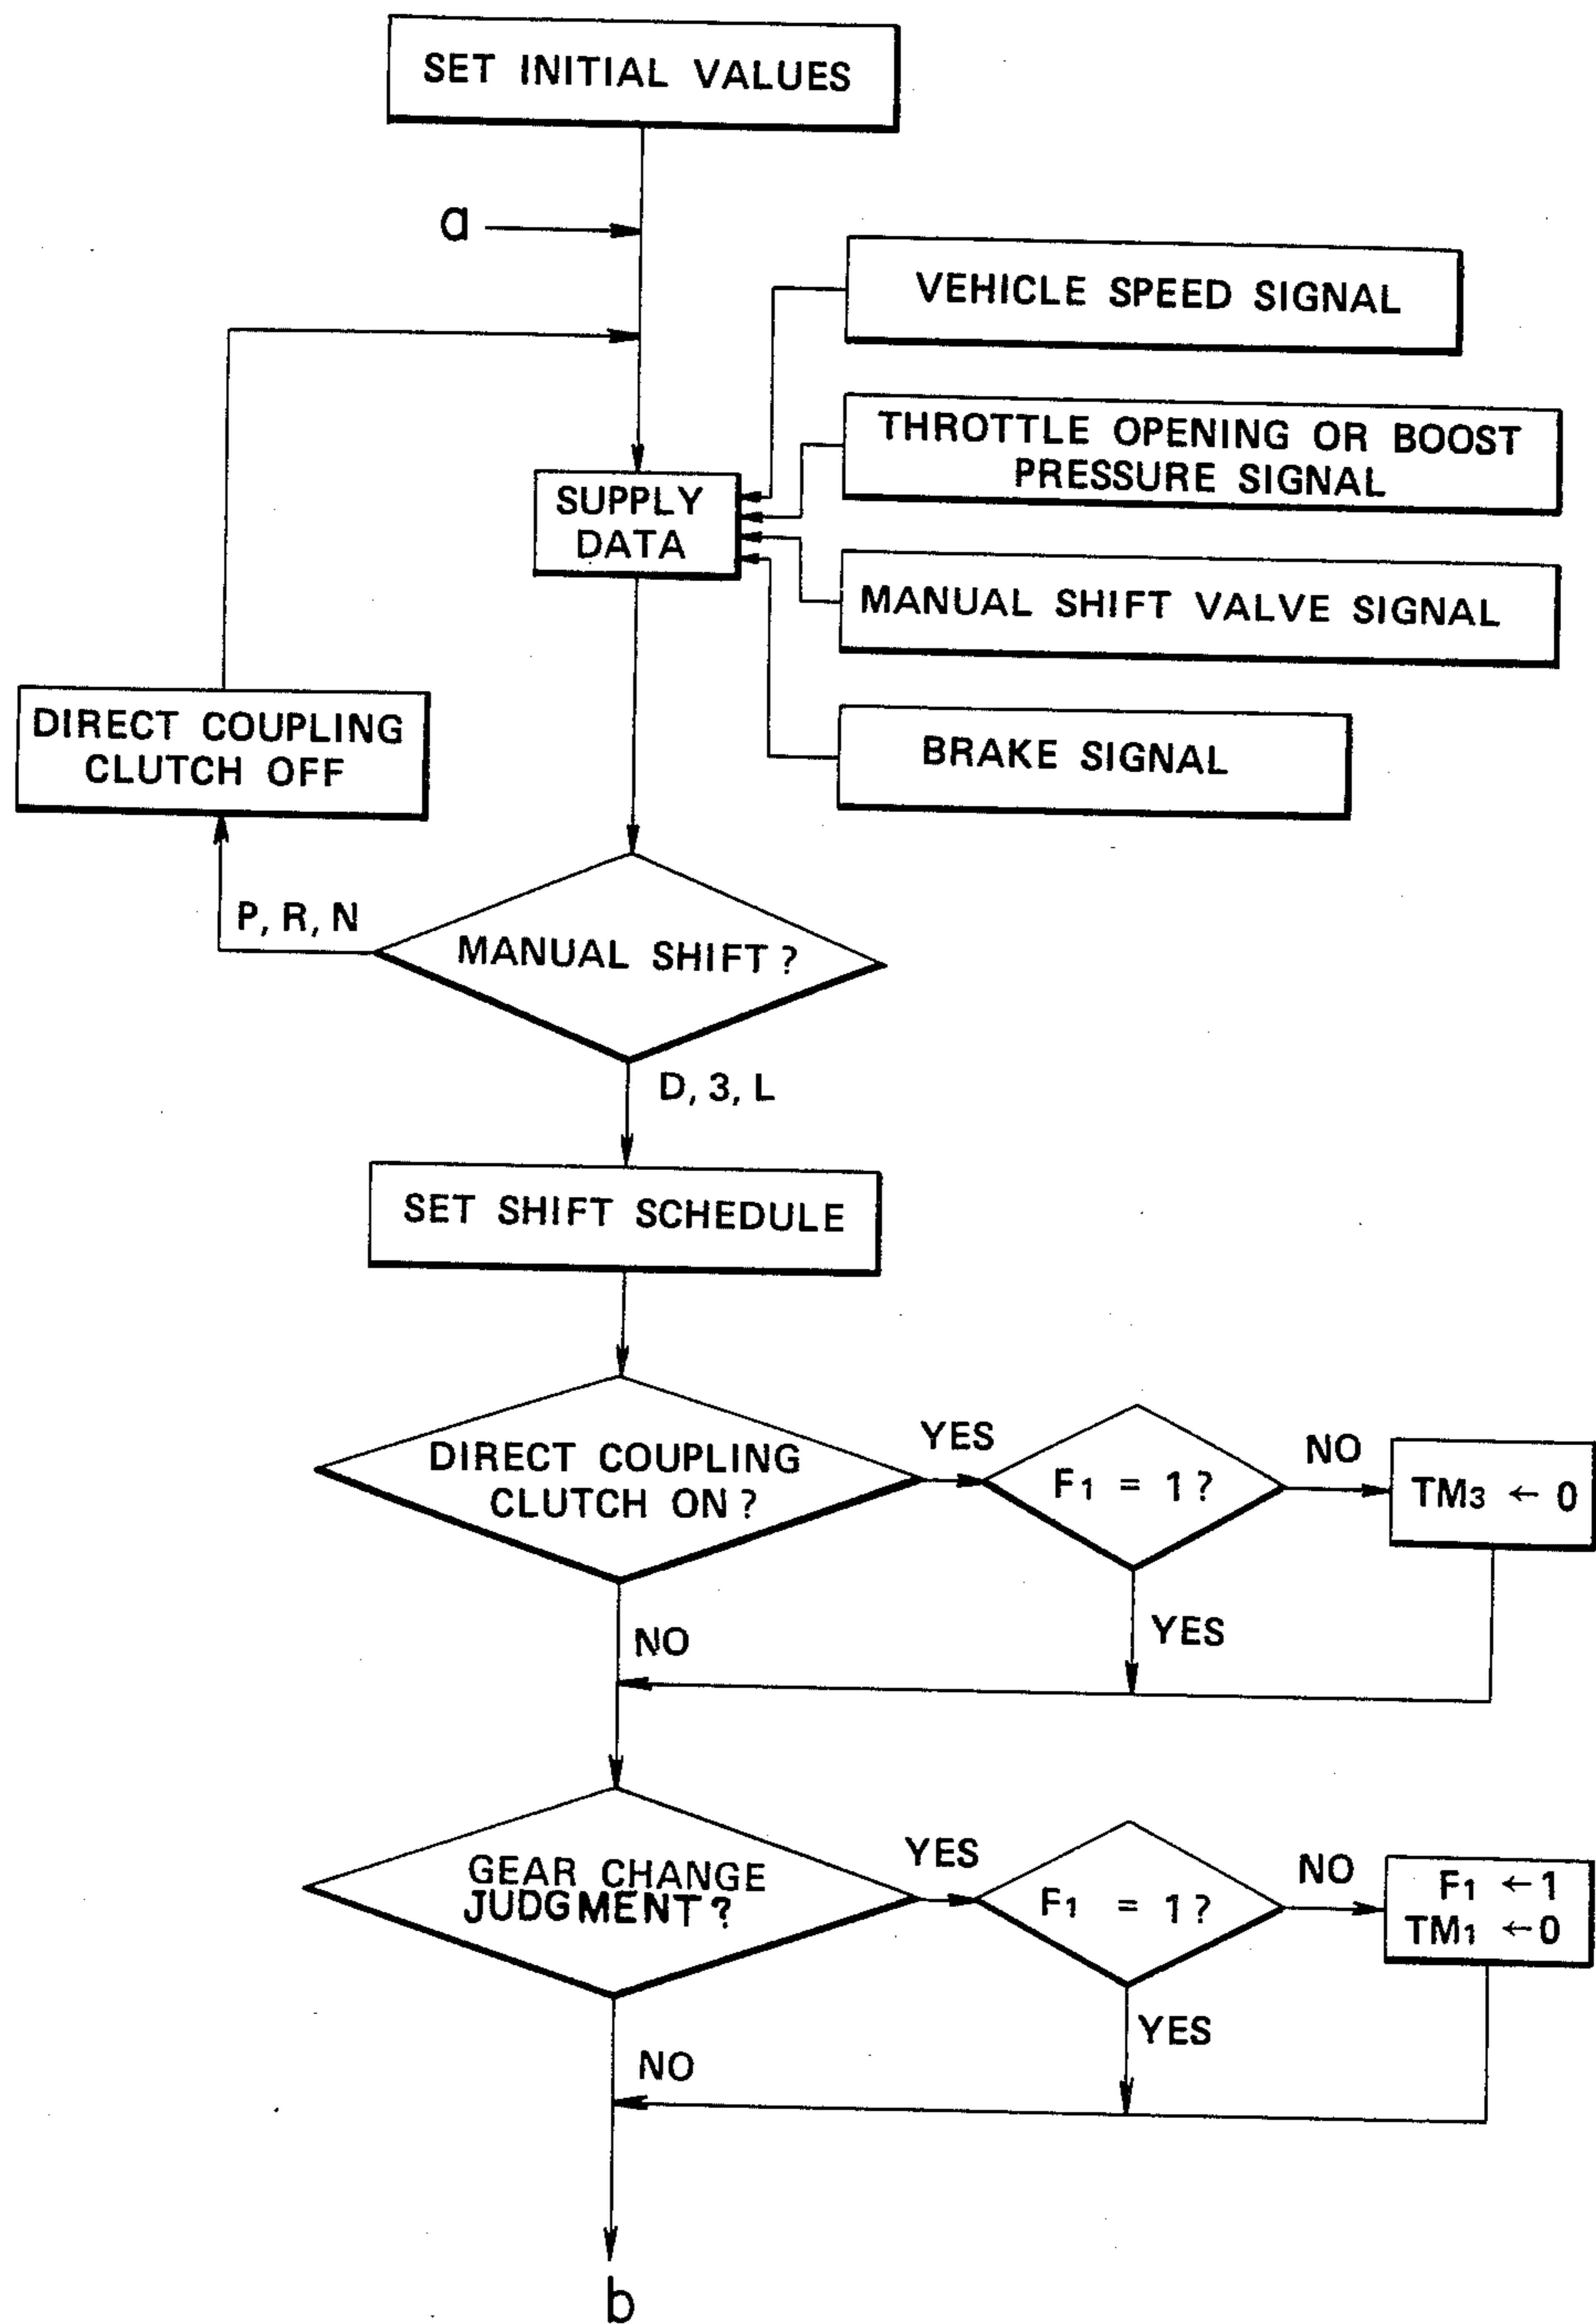 SET INITIAL VALUES
a
VEHICLE SPEED SIGNAL
THROTTLE OPENING OR BOOST
PRESSURE SIGNAL
SUPPLY
DATA
MANUAL SHIFT VALVE SIGNAL
DIRECT COUPLING
CLUTCH OFF
BRAKE SIGNAL
P, R, N
MANUAL SHIFT ?
D, 3, L
SET SHIFT SCHEDULE
DIRECT COUPLING
CLUTCH ON ?
YES
F1 = 1 ?
NO
TM3 ← 0
YES
NO
GEAR CHANGE
JUDGMENT ?
YES
F1 = 1 ?
NO
F1 ← 1
TM1 ← 0
YES
NO
b